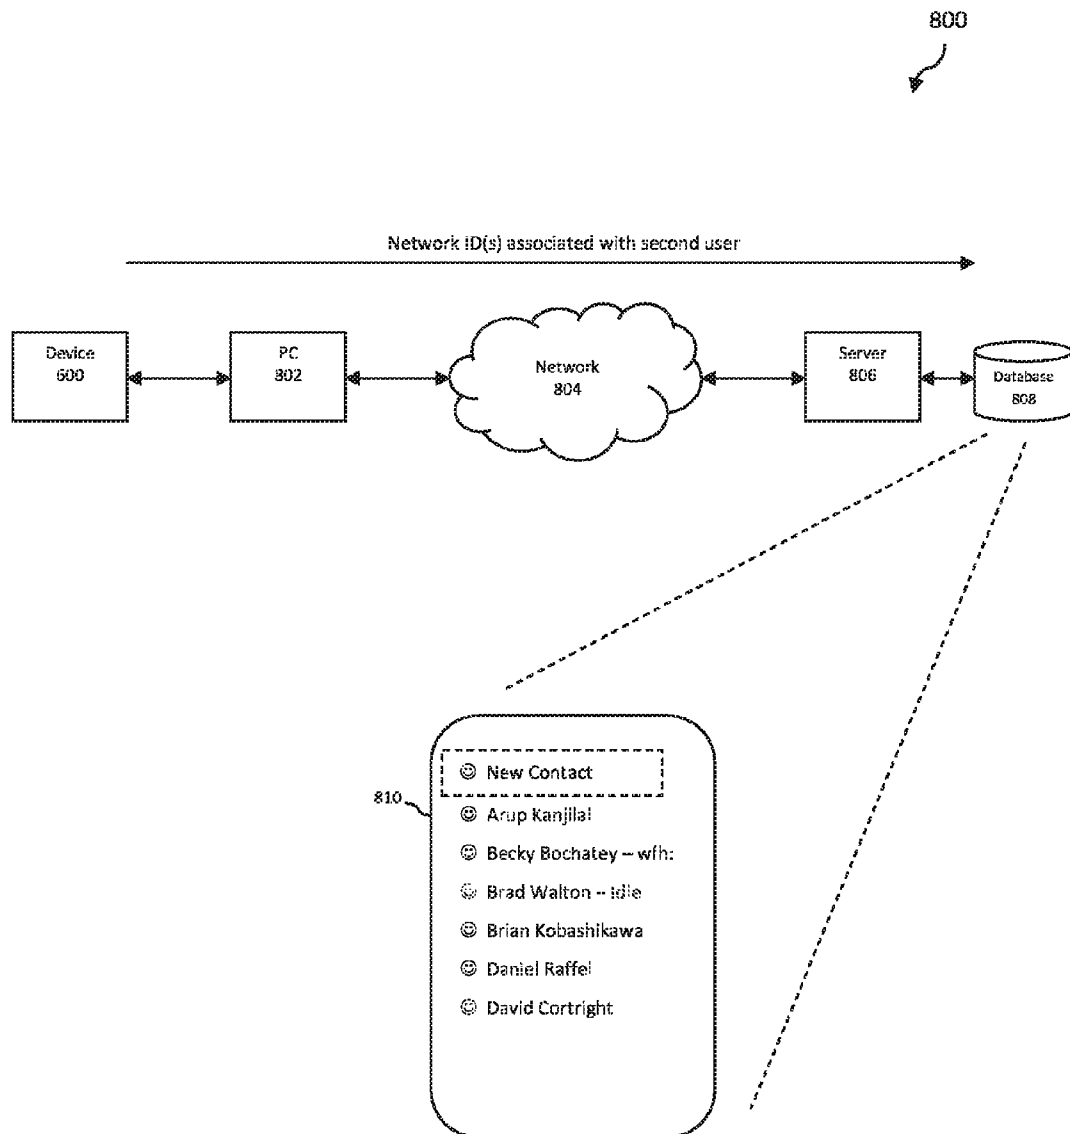 800
Network ID(s) associated with second user
Device
600
PC
802
Network
804
Server
806
Database
808
810
New Contact
Arup Kanjilal
Becky Bochatey – wfh:
Brad Walton – Idle
Brian Kobashikawa
Daniel Raffel
David Cortright